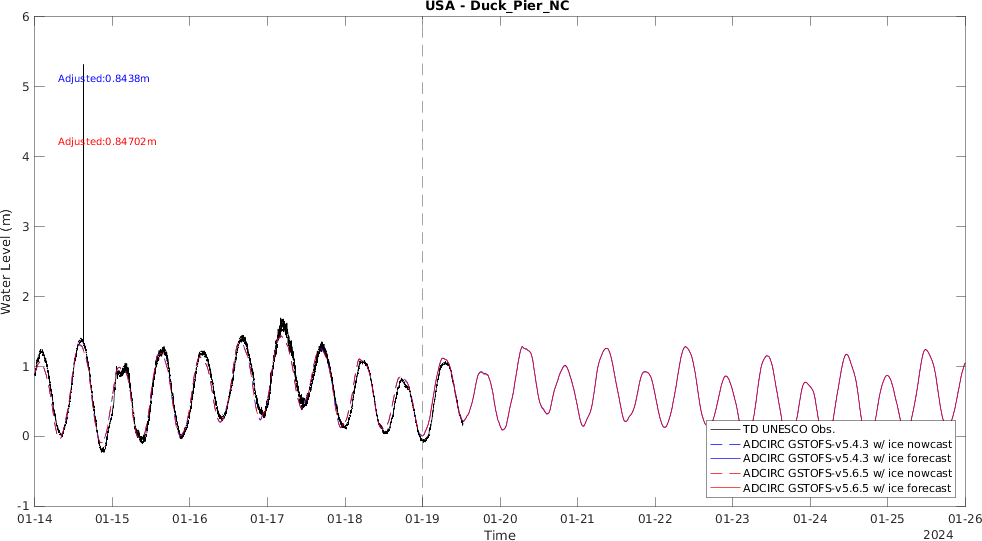 USA - Duck_Pier_NC
6
5
4
3
2
1
0
-1
Water Level (m)
Adjusted:0.8438m
Adjusted:0.84702m
TD UNESCO Obs.
ADCIRC GSTOFS-v5.4.3 w/ ice nowcast
ADCIRC GSTOFS-v5.4.3 w/ ice forecast
ADCIRC GSTOFS-v5.6.5 w/ ice nowcast
ADCIRC GSTOFS-v5.6.5 w/ ice forecast
01-14 01-15 01-16 01-17 01-18 01-19 01-20 01-21 01-22 01-23 01-24 01-25 01-26
Time
2024